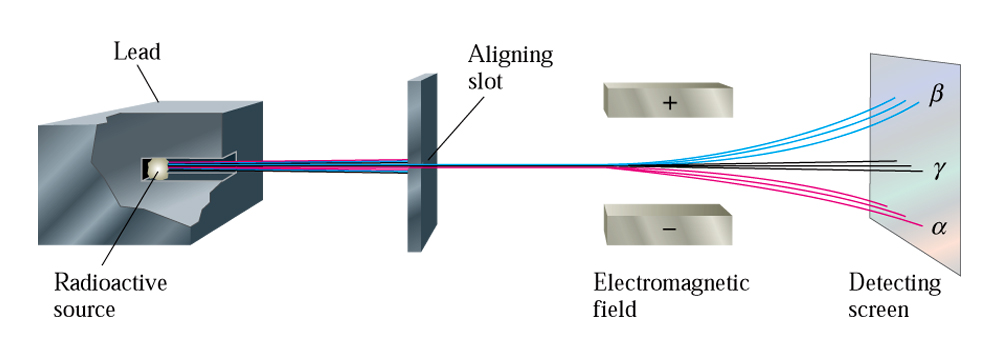 Lead
Aligning
slot
+
β
γ
α
−
Radioactive
source
Electromagnetic
field
Detecting
screen